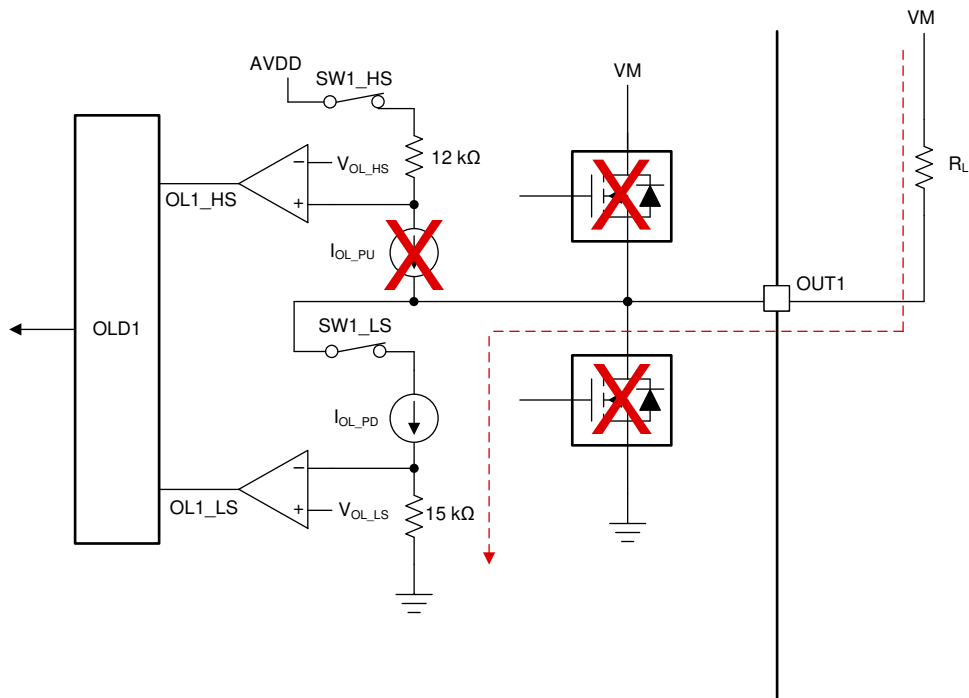 VM
AVDD
SW1_HS
VM
12 kΩ
V_OL_HS
R_L
OL1_HS
I_OL_PU
OUT1
OLD1
SW1_LS
I_OL_PD
OL1_LS
V_OL_LS
15 kΩ